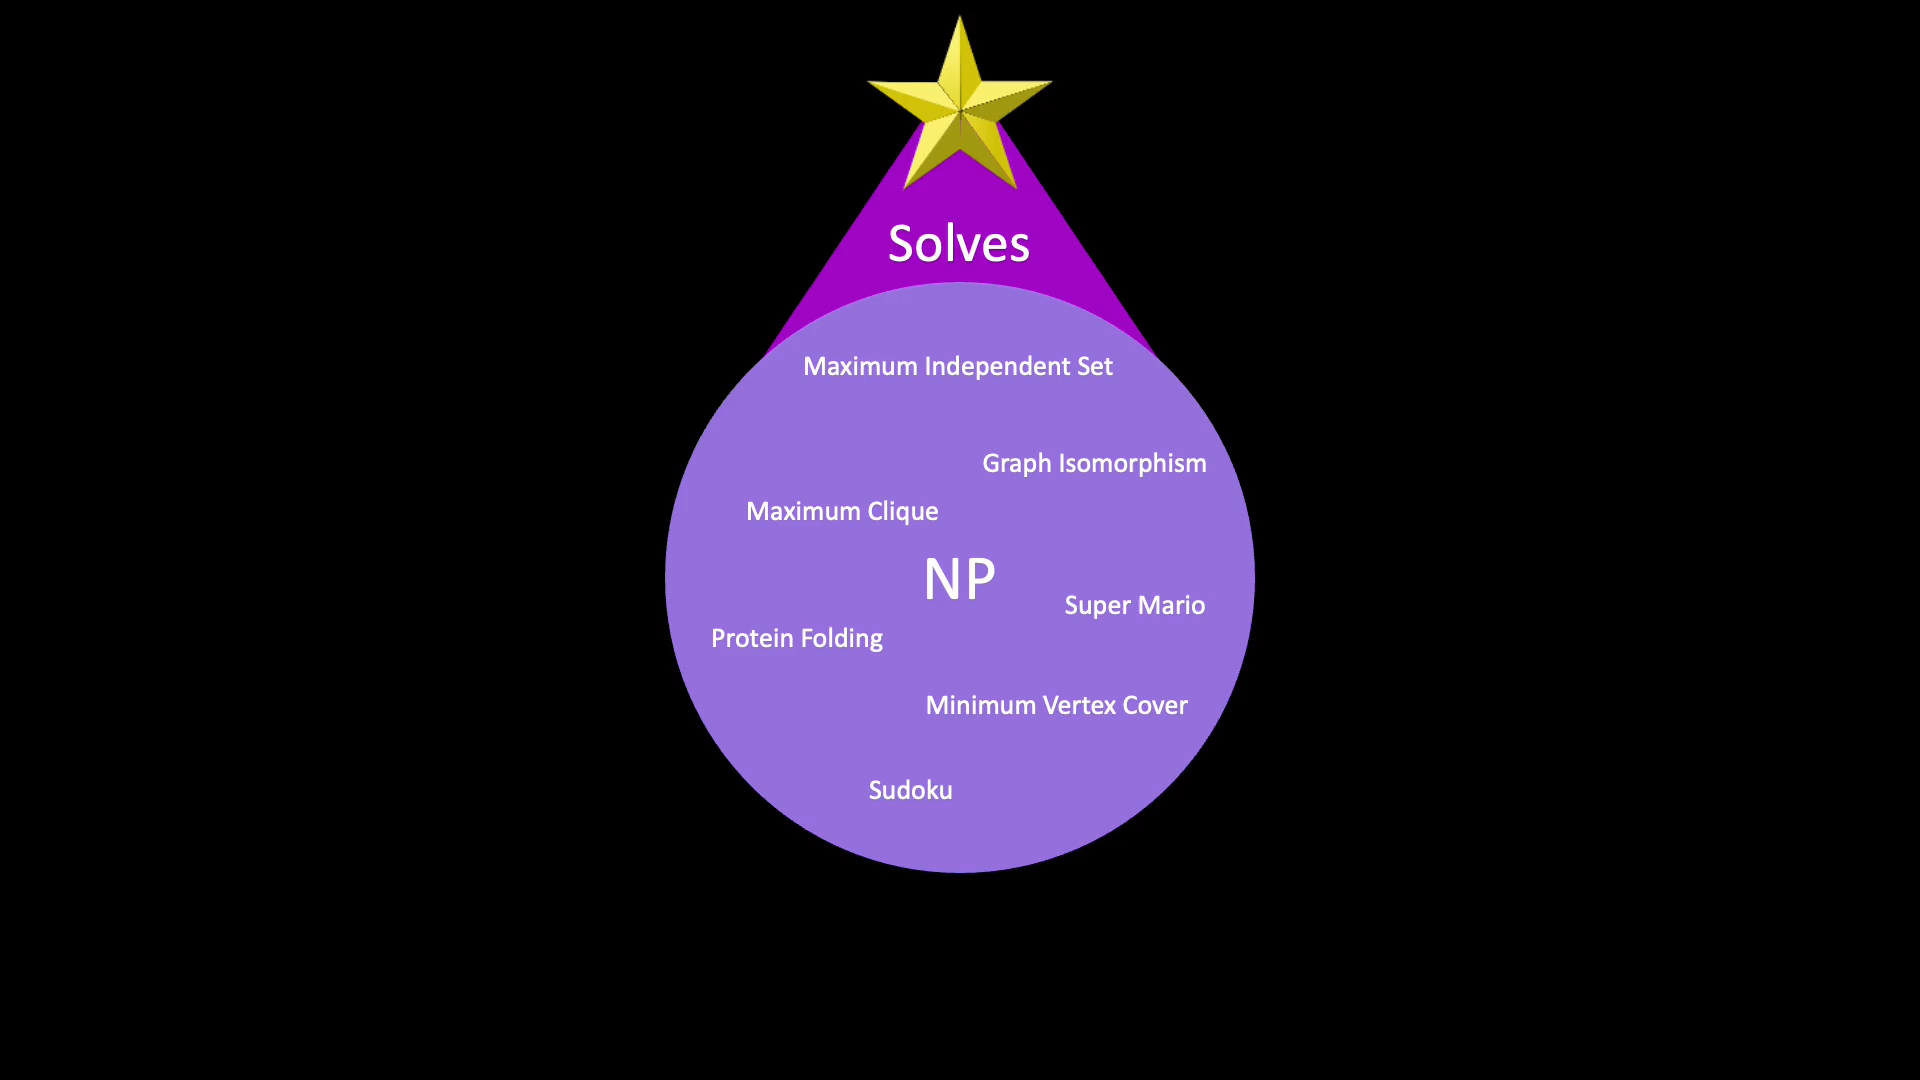 Solves
Maximum Independent Set
Graph Isomorphism
Maximum Clique
NP
Super Mario
Protein Folding
Minimum Vertex Cover
Sudoku